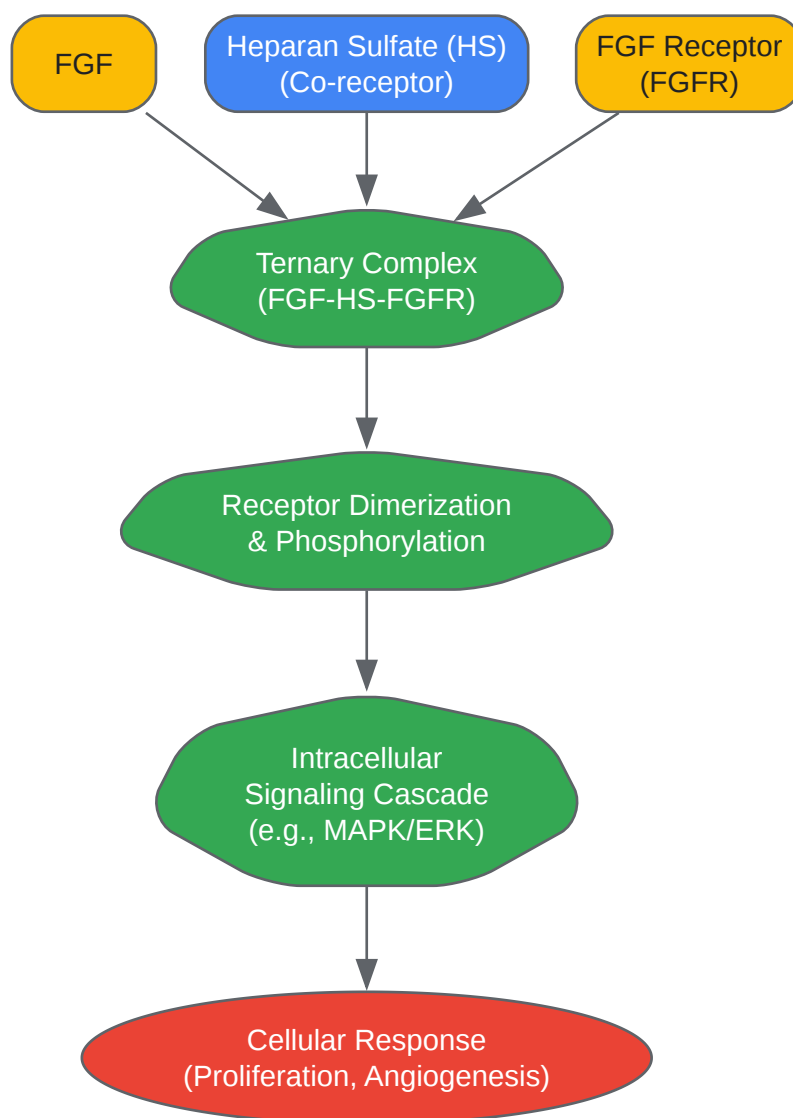 FGF
Heparan Sulfate (HS)
(Co-receptor)
FGF Receptor
(FGFR)
Ternary Complex
(FGF-HS-FGFR)
Receptor Dimerization
& Phosphorylation
Intracellular
Signaling Cascade
(e.g., MAPK/ERK)
Cellular Response
(Proliferation, Angiogenesis)